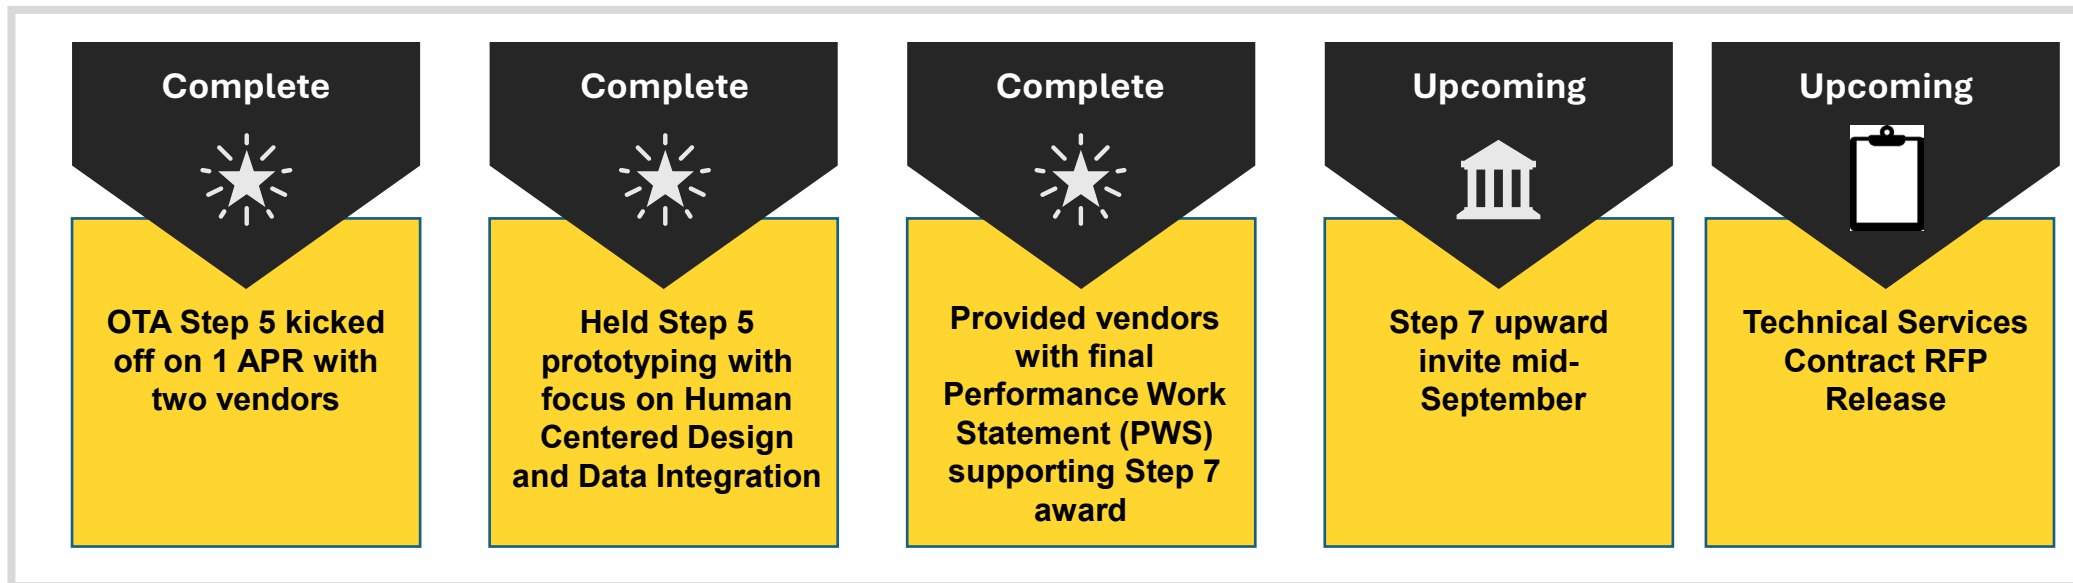 Complete
OTA Step 5 kicked
off on 1 APR with
two vendors
Complete
Held Step 5
prototyping with
focus on Human
Centered Design
and Data Integration
Complete
Provided vendors
with final
Performance Work
Statement (PWS)
supporting Step 7
award
Upcoming
Step 7 upward
invite mid-
September
Upcoming
Technical Services
Contract RFP
Release